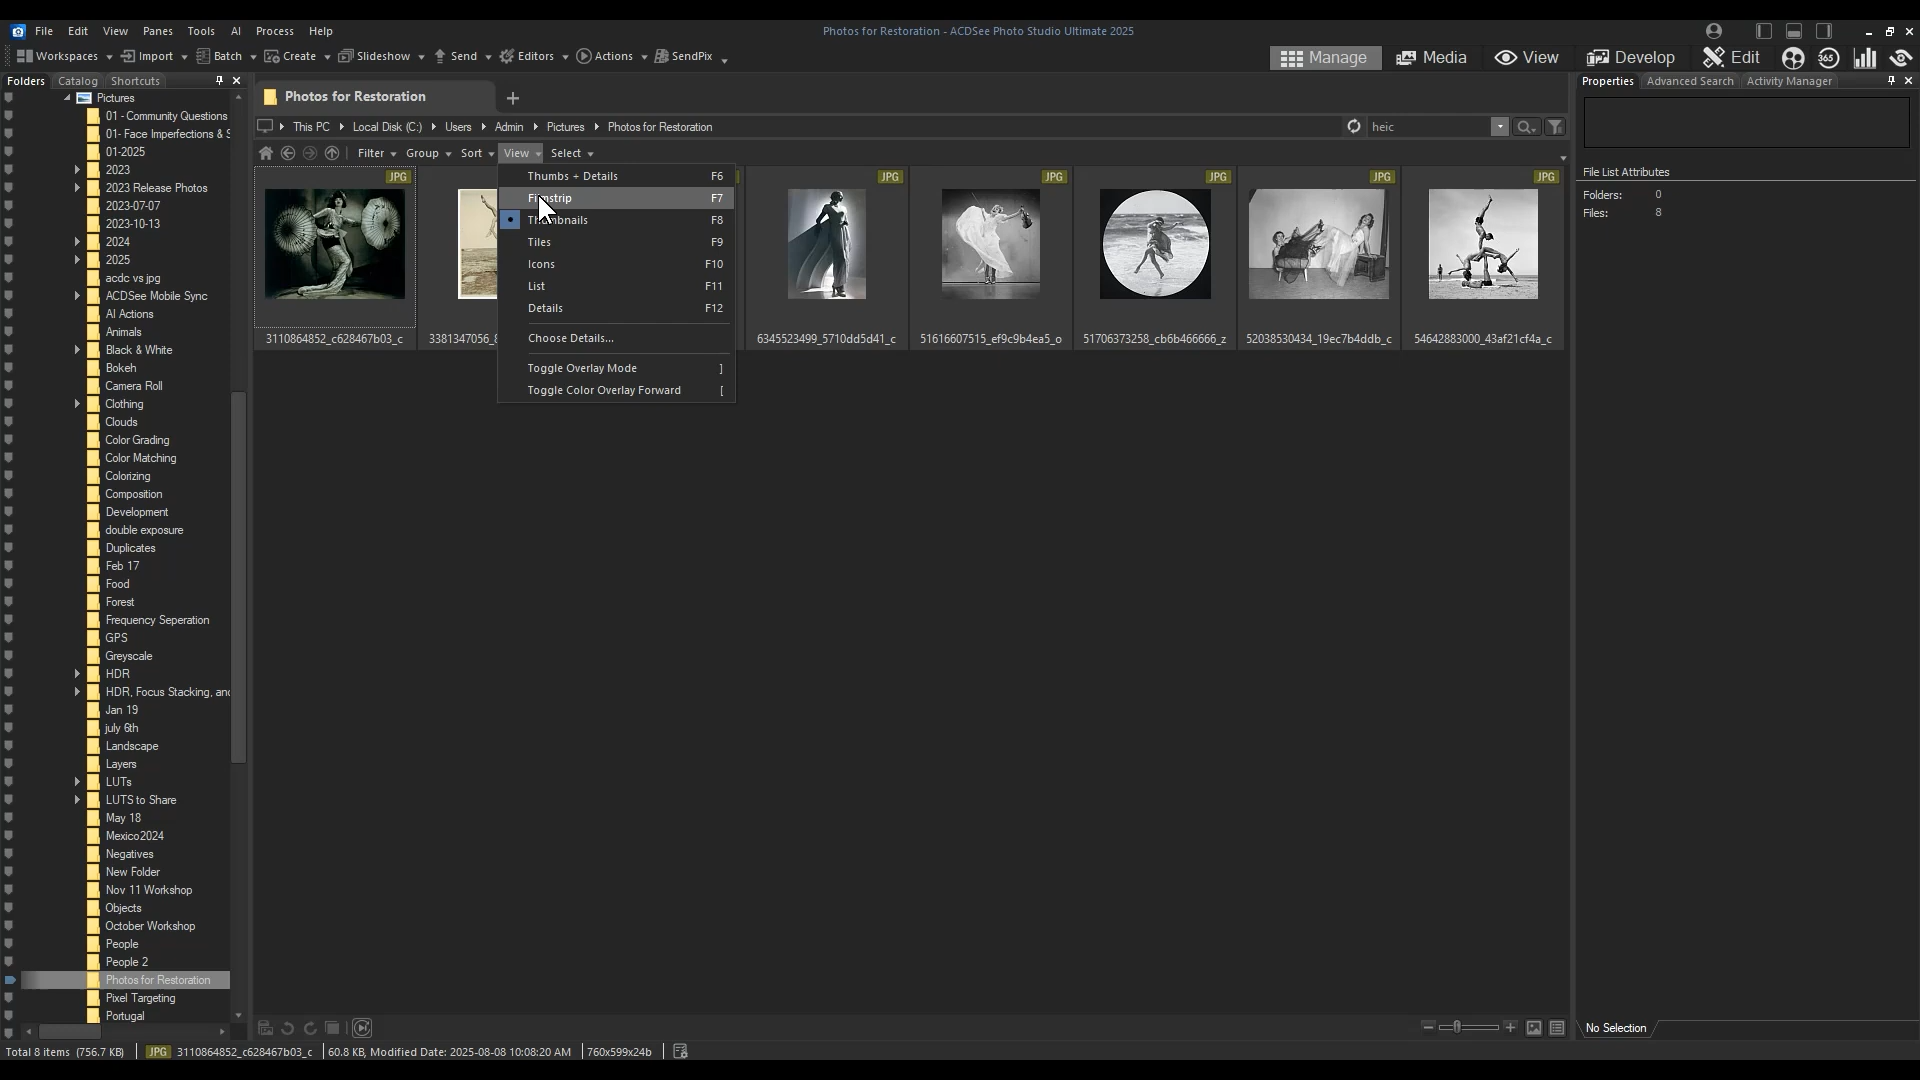 File Edit View Panes Tools AI Process Help
Photos for Restoration - ACDSee Photo Studio Ultimate 2025
Workspaces Import Batch Create Slideshow Send Editors Actions SendPix
Manage Media View Develop Edit 365
Folders Catalog Shortcuts
Photos for Restoration
Properties Advanced Search Activity Manager
This PC Local Disk (C:) Users Admin Pictures Photos for Restoration
heic
Filter Group Sort View Select
Pictures
01 - Community Questions
01- Face Imperfections & S
01-2025
2023
2023 Release Photos
2023-07-07
2023-10-13
2024
2025
acdc vs jpg
ACDSee Mobile Sync
AI Actions
Animals
Black & White
Bokeh
Camera Roll
Clothing
Clouds
Color Grading
Color Matching
Colorizing
Composition
Development
double exposure
Duplicates
Feb 17
Food
Forest
Frequency Seperation
GPS
Greyscale
HDR
HDR, Focus Stacking, and
Jan 19
july 6th
Landscape
Layers
LUTs
LUTS to Share
May 18
Mexico2024
Negatives
New Folder
Nov 11 Workshop
Objects
October Workshop
People
People 2
Photos for Restoration
Pixel Targeting
Portugal
JPG JPG JPG JPG JPG JPG
3110864852_c628467b03_c
3381347056_8
6345523499_5710dd5d41_c
51616607515_ef9c9b4ea5_o
51706373258_cb6b466666_z
52038530434_19ec7b4ddb_c
54642883000_43af21cf4a_c
Thumbs + Details F6
Filmstrip F7
Thumbnails F8
Tiles F9
Icons F10
List F11
Details F12
Choose Details...
Toggle Overlay Mode ]
Toggle Color Overlay Forward [
File List Attributes
Folders: 0
Files: 8
No Selection
Total 8 items (756.7 KB) JPG 3110864852_c628467b03_c 60.8 KB, Modified Date: 2025-08-08 10:08:20 AM 760x599x24b